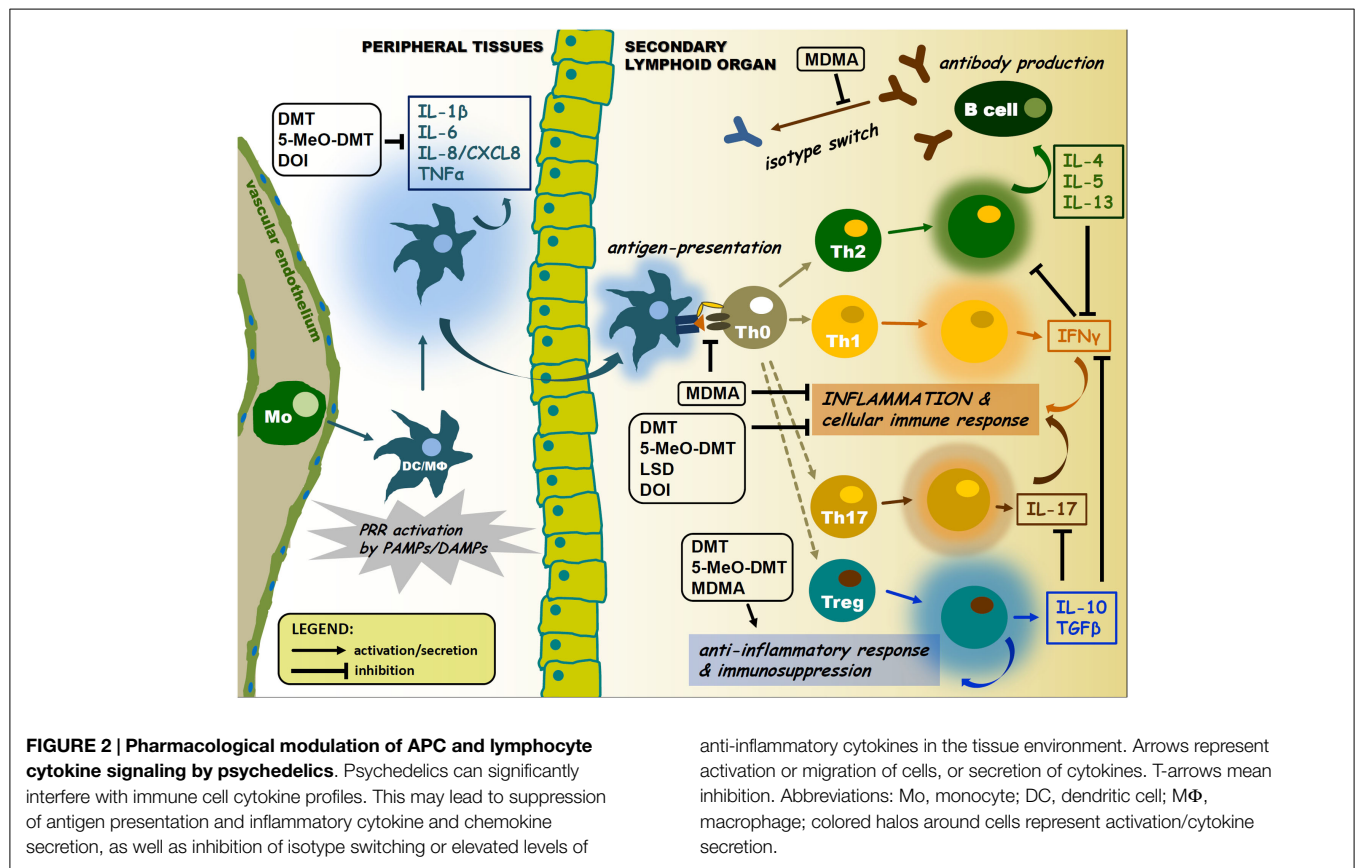 PERIPHERAL TISSUES
SECONDARY
LYMPHOID ORGAN
DMT
5-MeO-DMT
DOI
IL-1β
IL-6
IL-8/CXCL8
TNFα
vascular endothelium
Mo
DC/MΦ
PRR activation
by PAMPs/DAMPs
LEGEND:
activation/secretion
inhibition
MDMA
antibody production
B cell
isotype switch
IL-4
IL-5
IL-13
antigen-presentation
Th2
Th0
Th1
IFNγ
MDMA
INFLAMMATION &
cellular immune response
DMT
5-MeO-DMT
LSD
DOI
Th17
IL-17
DMT
5-MeO-DMT
MDMA
Treg
IL-10
TGFβ
anti-inflammatory response
& immunosuppression
FIGURE 2 | Pharmacological modulation of APC and lymphocyte
cytokine signaling by psychedelics. Psychedelics can significantly
interfere with immune cell cytokine profiles. This may lead to suppression
of antigen presentation and inflammatory cytokine and chemokine
secretion, as well as inhibition of isotype switching or elevated levels of
anti-inflammatory cytokines in the tissue environment. Arrows represent
activation or migration of cells, or secretion of cytokines. T-arrows mean
inhibition. Abbreviations: Mo, monocyte; DC, dendritic cell; MΦ,
macrophage; colored halos around cells represent activation/cytokine
secretion.